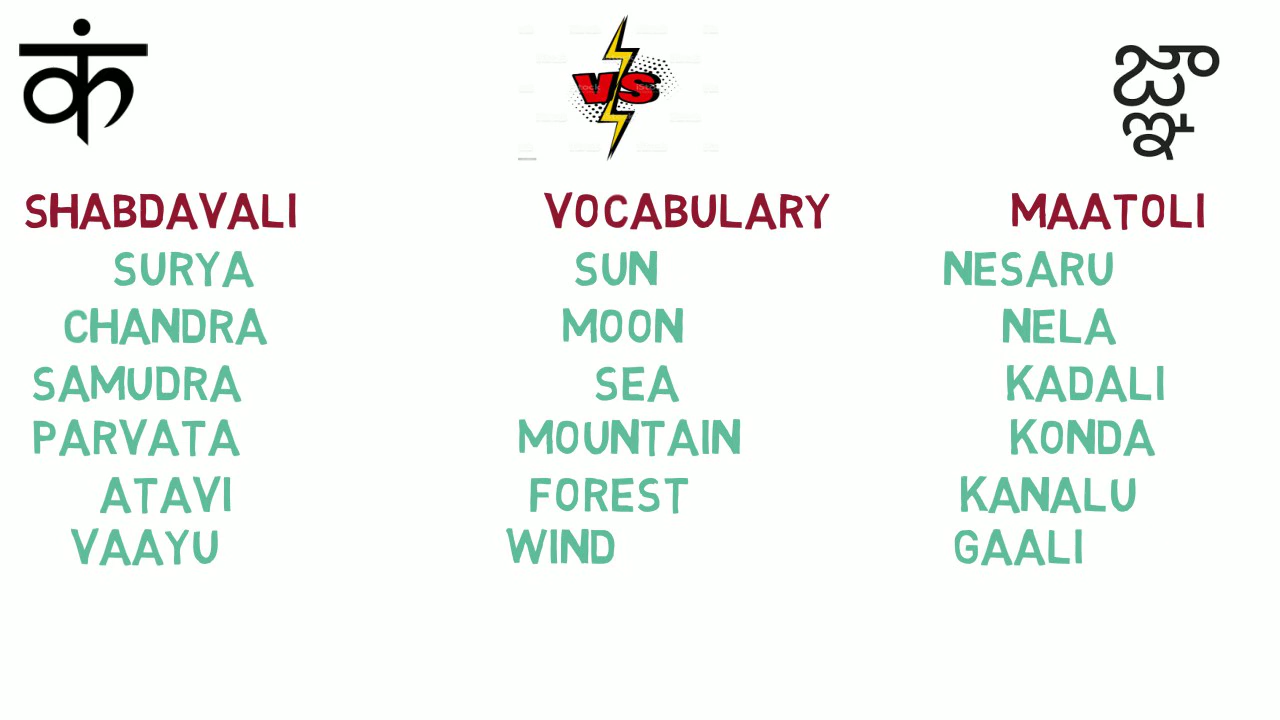 कं VS జ్ఞా
SHABDAVALI VOCABULARY MAATOLI
SURYA SUN NESARU
CHANDRA MOON NELA
SAMUDRA SEA KADALI
PARVATA MOUNTAIN KONDA
ATAVI FOREST KANALU
VAAYU WIND GAALI